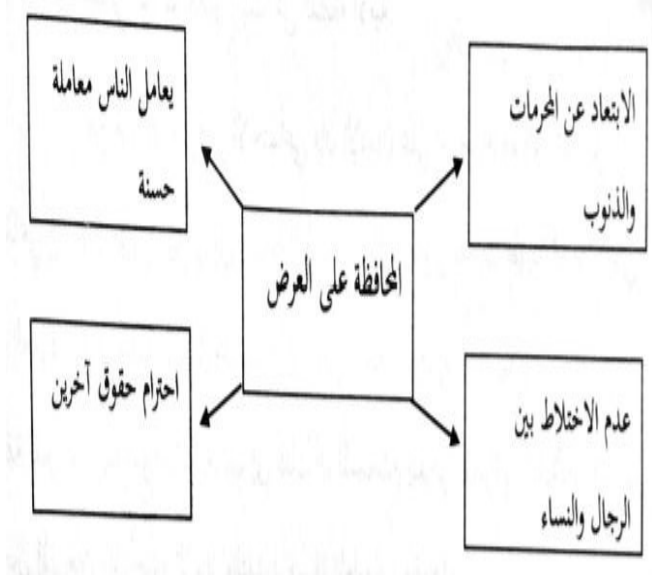 الابتعاد عن المحرمات
والذنوب
يعامل الناس معاملة
حسنة
المحافظة على العرض
عدم الاختلاط بين
الرجال والنساء
احترام حقوق آخرين